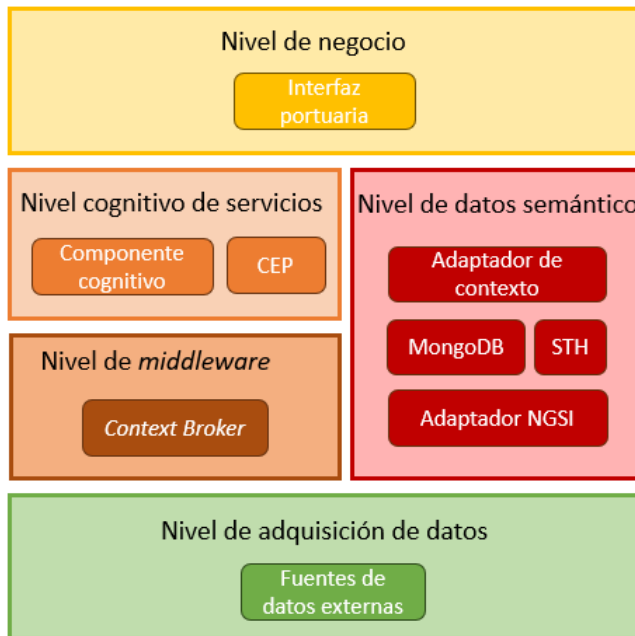 Nivel de negocio
Interfaz
portuaria
Nivel cognitivo de servicios
Componente
cognitivo
CEP
Nivel de middleware
Context Broker
Nivel de datos semántico
Adaptador de
contexto
MongoDB
STH
Adaptador NGSI
Nivel de adquisición de datos
Fuentes de
datos externas